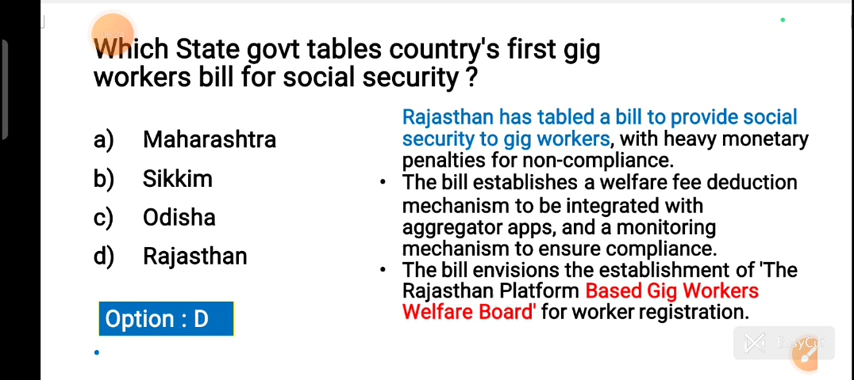 Which State govt tables country's first gig
workers bill for social security ?
a) Maharashtra
b) Sikkim
c) Odisha
d) Rajasthan
Option : D
Rajasthan has tabled a bill to provide social
security to gig workers, with heavy monetary
penalties for non-compliance.
• The bill establishes a welfare fee deduction
mechanism to be integrated with
aggregator apps, and a monitoring
mechanism to ensure compliance.
• The bill envisions the establishment of 'The
Rajasthan Platform Based Gig Workers
Welfare Board' for worker registration.